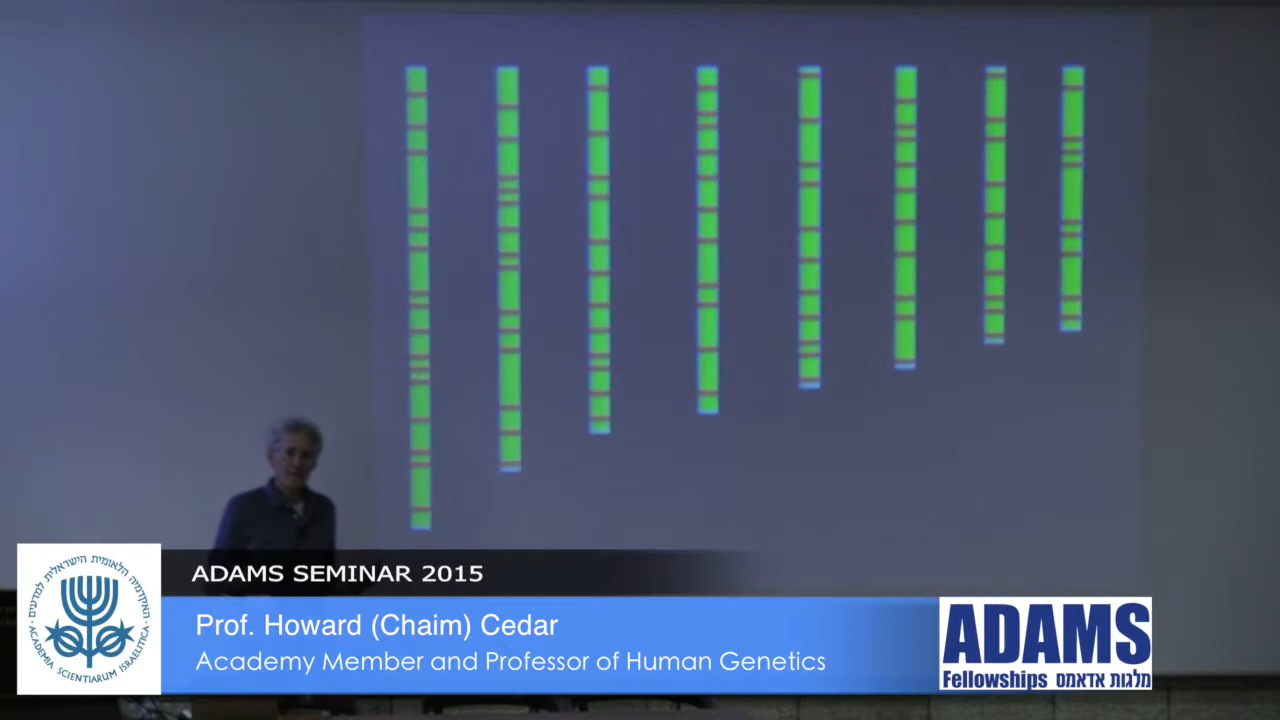 ADAMS SEMINAR 2015
Prof. Howard (Chaim) Cedar
Academy Member and Professor of Human Genetics
האקדמיה הלאומית הישראלית למדעים
ACADEMIA SCIENTIARUM ISRAELITICA
ADAMS
Fellowships מלגות אדאמס